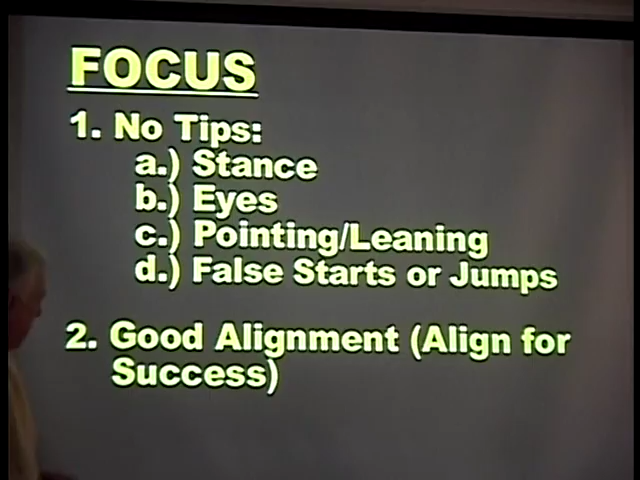 FOCUS
1. No Tips:
a.) Stance
b.) Eyes
c.) Pointing/Leaning
d.) False Starts or Jumps
2. Good Alignment (Align for
Success)